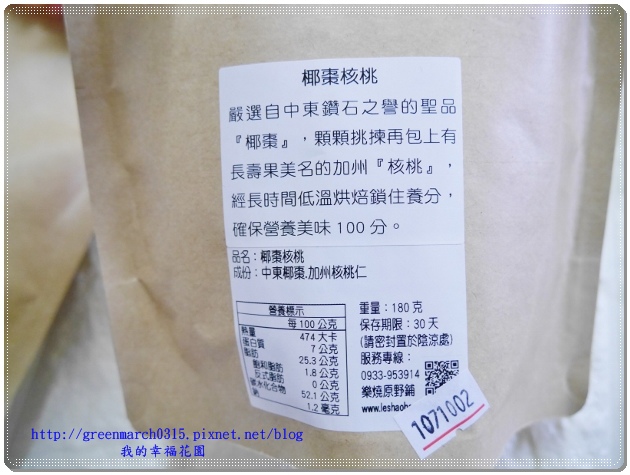 椰棗核桃
嚴選自中東鑽石之譽的聖品
『椰棗』，顆顆挑揀再包上有
長壽果美名的加州『核桃』，
經長時間低溫烘焙鎖住養分，
確保營養美味100分。
品名：椰棗核桃
成份：中東椰棗.加州核桃仁
營養標示
每 100 公克
熱量 474 大卡
蛋白質 7 公克
脂肪 25.3 公克
飽和脂肪 1.8 公克
反式脂肪 0 公克
碳水化合物 52.1 公克
鈉 1.2 毫克
重量：180 克
保存期限：30 天
(請密封置於陰涼處)
服務專線：
0933-953914
樂燒原野鋪
1071002
http://greenmarch0315.pixnet.net/blog
我的幸福花園